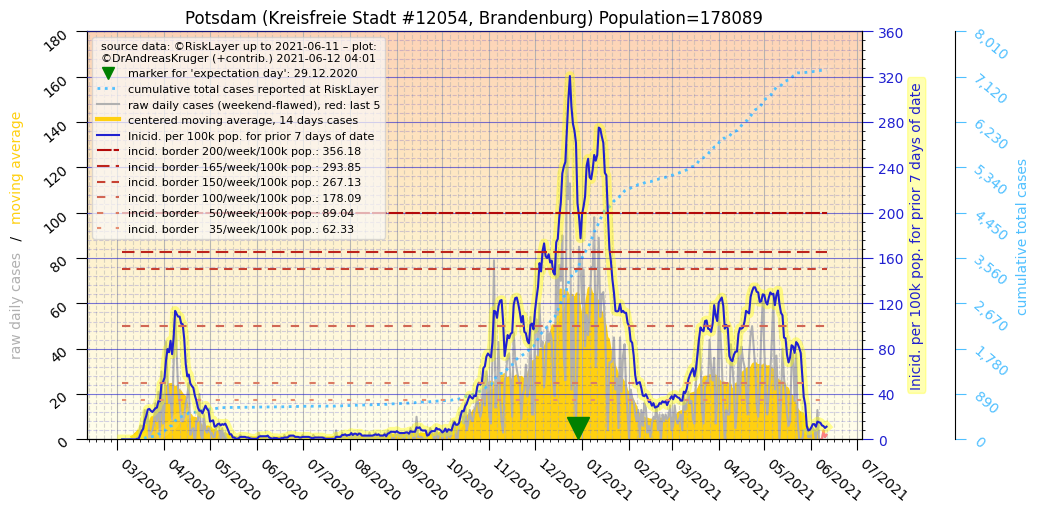 Potsdam (Kreisfreie Stadt #12054, Brandenburg) Population=178089
source data: ©RiskLayer up to 2021-06-11 – plot:
©DrAndreasKruger (+contrib.) 2021-06-12 04:01
marker for 'expectation day': 29.12.2020
cumulative total cases reported at RiskLayer
raw daily cases (weekend-flawed), red: last 5
centered moving average, 14 days cases
Inicid. per 100k pop. for prior 7 days of date
incid. border 200/week/100k pop.: 356.18
incid. border 165/week/100k pop.: 293.85
incid. border 150/week/100k pop.: 267.13
incid. border 100/week/100k pop.: 178.09
incid. border   50/week/100k pop.: 89.04
incid. border   35/week/100k pop.: 62.33
raw daily cases   /   moving average
180
160
140
120
100
80
60
40
20
0
360
320
280
240
200
160
120
80
40
0
Inicid. per 100k pop. for prior 7 days of date
8,010
7,120
6,230
5,340
4,450
3,560
2,670
1,780
890
0
cumulative total cases
03/2020
04/2020
05/2020
06/2020
07/2020
08/2020
09/2020
10/2020
11/2020
12/2020
01/2021
02/2021
03/2021
04/2021
05/2021
06/2021
07/2021